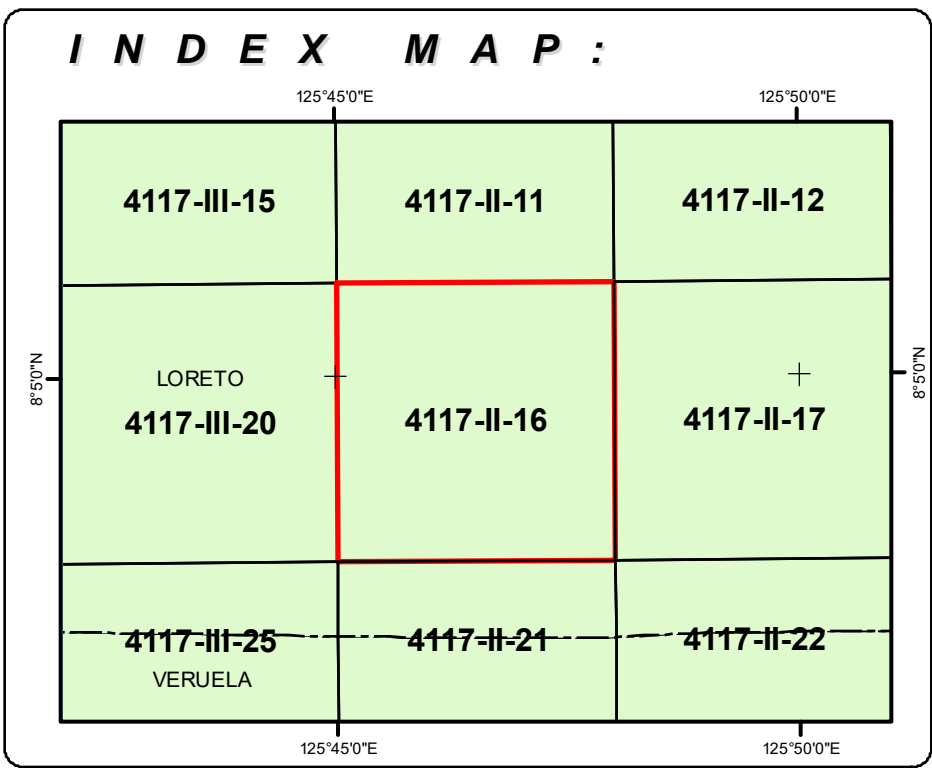 INDEX MAP:
125°45'0"E 125°50'0"E
4117-III-15 4117-II-11 4117-II-12
8°5'0"N LORETO 8°5'0"N
4117-III-20 4117-II-16 4117-II-17
4117-III-25 4117-II-21 4117-II-22
VERUELA
125°45'0"E 125°50'0"E